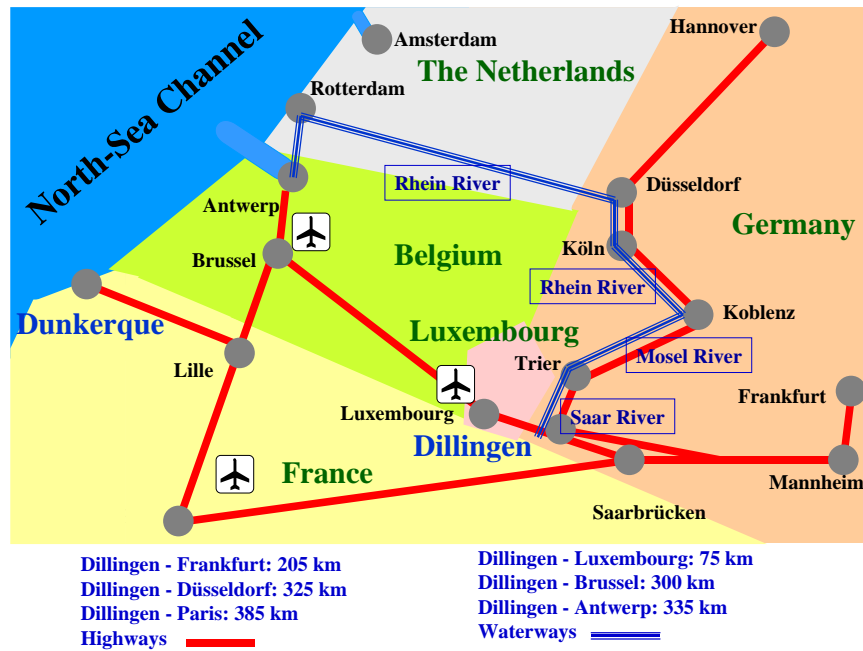 Hannover
Amsterdam
The Netherlands
North-Sea Channel
Rotterdam
Rhein River
Düsseldorf
Antwerp
Germany
Brussel
Belgium
Köln
Rhein River
Dunkerque
Koblenz
Luxembourg
Lille
Trier
Mosel River
Frankfurt
Luxembourg
Saar River
Dillingen
France
Mannheim
Saarbrücken
Dillingen - Frankfurt: 205 km
Dillingen - Düsseldorf: 325 km
Dillingen - Paris: 385 km
Highways
Dillingen - Luxembourg: 75 km
Dillingen - Brussel: 300 km
Dillingen - Antwerp: 335 km
Waterways